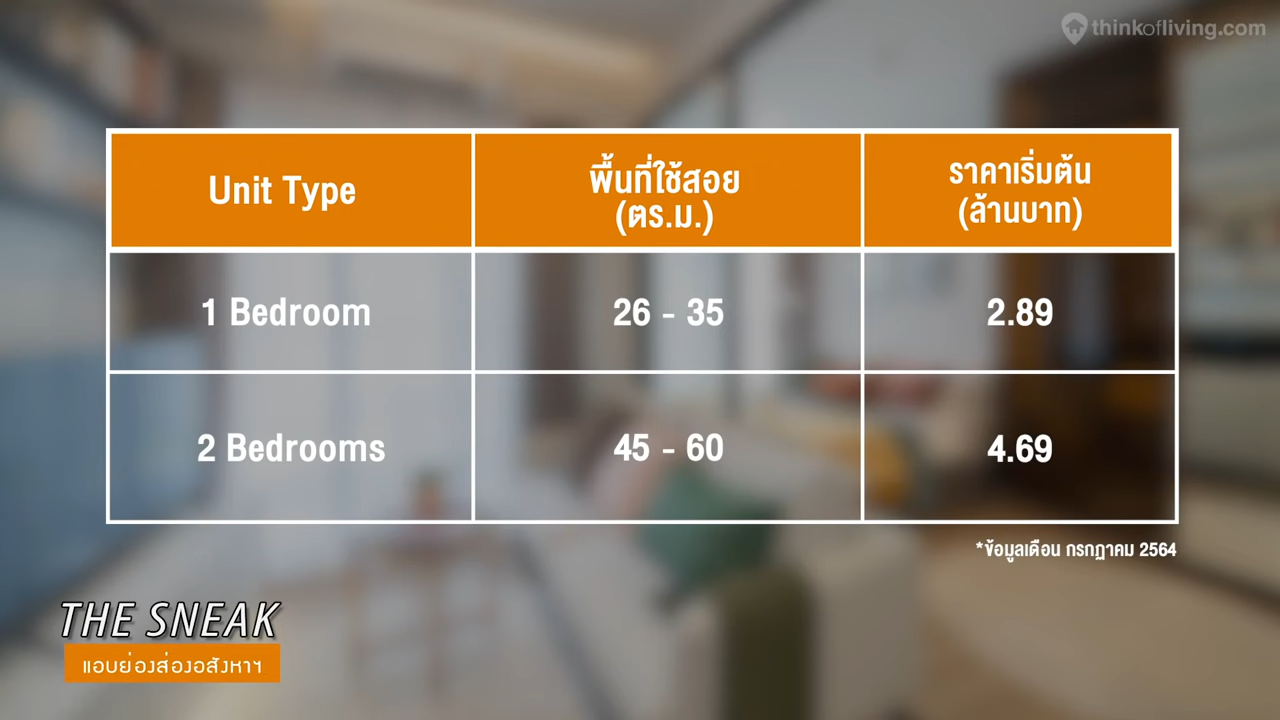 thinkofliving.com
Unit Type
พื้นที่ใช้สอย
(ตร.ม.)
ราคาเริ่มต้น
(ล้านบาท)
1 Bedroom
26 - 35
2.89
2 Bedrooms
45 - 60
4.69
*ข้อมูลเดือน กรกฎาคม 2564
THE SNEAK
แอบย่องส่องอสังหาฯ